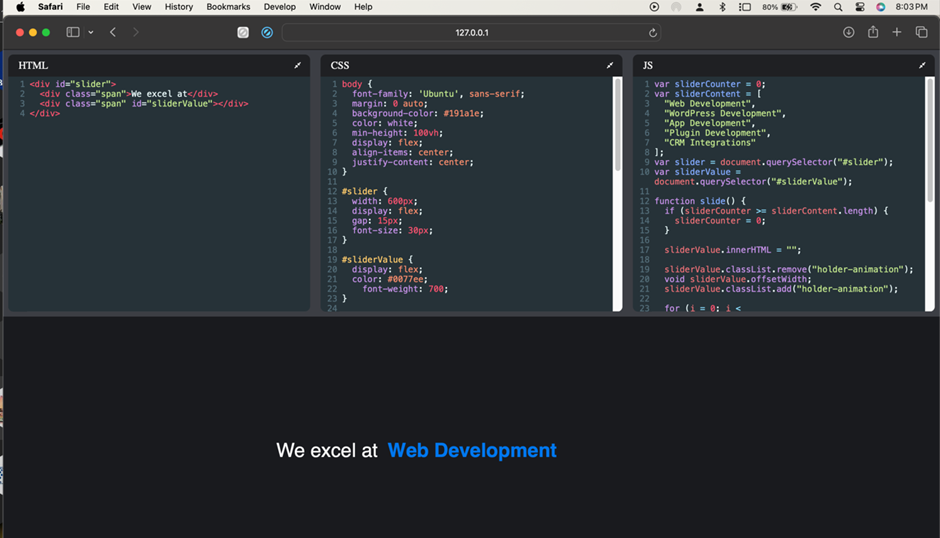 Safari File Edit View History Bookmarks Develop Window Help 80% 8:03 PM
127.0.0.1
HTML
1 <div id="slider">
2   <div class="span">We excel at</div>
3   <div class="span" id="sliderValue"></div>
4 </div>
CSS
1 body {
2   font-family: 'Ubuntu', sans-serif;
3   margin: 0 auto;
4   background-color: #191a1e;
5   color: white;
6   min-height: 100vh;
7   display: flex;
8   align-items: center;
9   justify-content: center;
10 }
11
12 #slider {
13   width: 600px;
14   display: flex;
15   gap: 15px;
16   font-size: 30px;
17 }
18
19 #sliderValue {
20   display: flex;
21   color: #0077ee;
22     font-weight: 700;
23 }
24
JS
1 var sliderCounter = 0;
2 var sliderContent = [
3   "Web Development",
4   "WordPress Development",
5   "App Development",
6   "Plugin Development",
7   "CRM Integrations"
8 ];
9 var slider = document.querySelector("#slider");
10 var sliderValue =
document.querySelector("#sliderValue");
11
12 function slide() {
13   if (sliderCounter >= sliderContent.length) {
14     sliderCounter = 0;
15   }
16
17   sliderValue.innerHTML = "";
18
19   sliderValue.classList.remove("holder-animation");
20   void sliderValue.offsetWidth;
21   sliderValue.classList.add("holder-animation");
22
23   for (i = 0; i <
We excel at Web Development